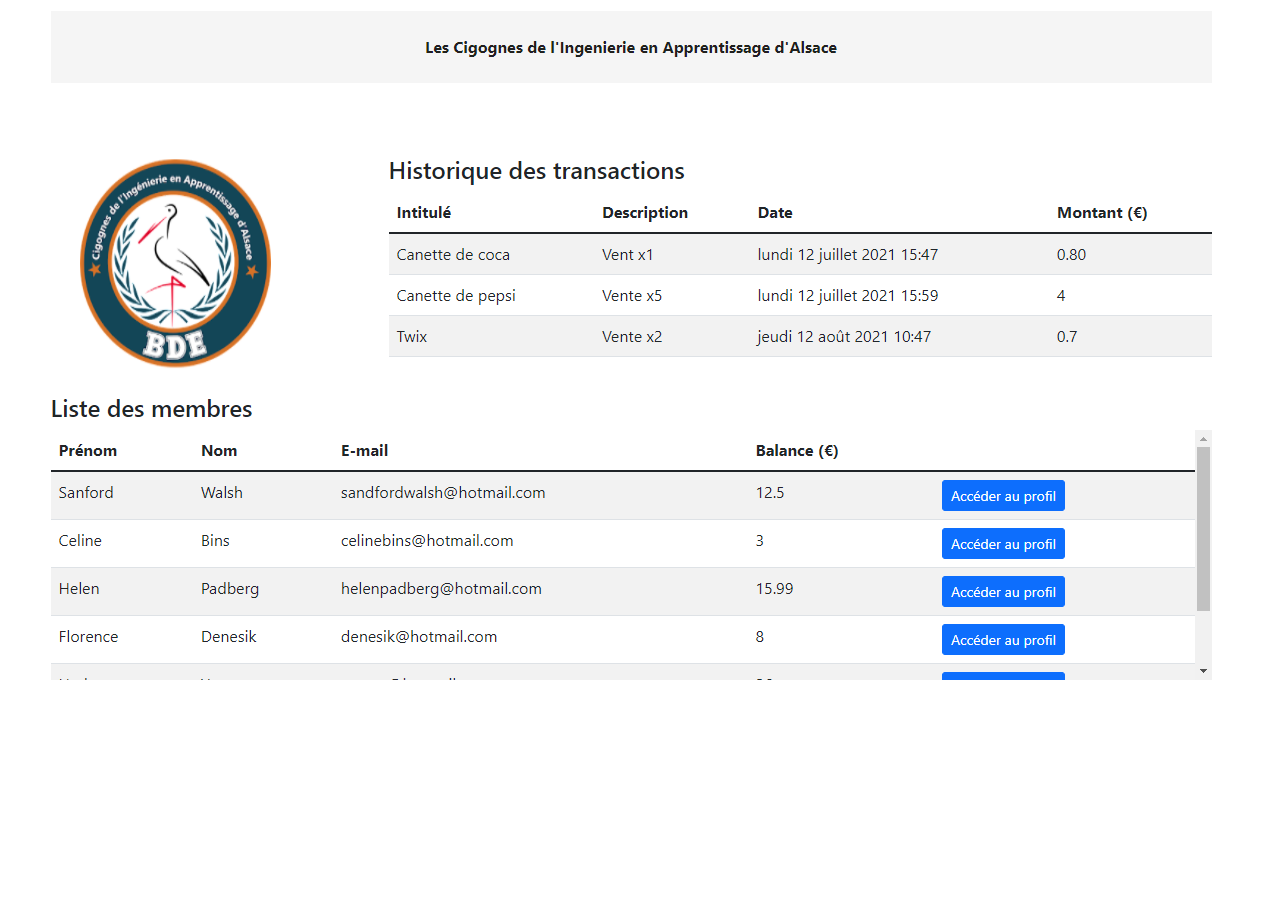 Les Cigognes de l'Ingenierie en Apprentissage d'Alsace
Cigognes de l'Ingénierie en Apprentissage d'Alsace
BDE
Historique des transactions
Intitulé Description Date Montant (€)
Canette de coca Vent x1 lundi 12 juillet 2021 15:47 0.80
Canette de pepsi Vente x5 lundi 12 juillet 2021 15:59 4
Twix Vente x2 jeudi 12 août 2021 10:47 0.7
Liste des membres
Prénom Nom E-mail Balance (€)
Sanford Walsh sandfordwalsh@hotmail.com 12.5 Accéder au profil
Celine Bins celinebins@hotmail.com 3 Accéder au profil
Helen Padberg helenpadberg@hotmail.com 15.99 Accéder au profil
Florence Denesik denesik@hotmail.com 8 Accéder au profil